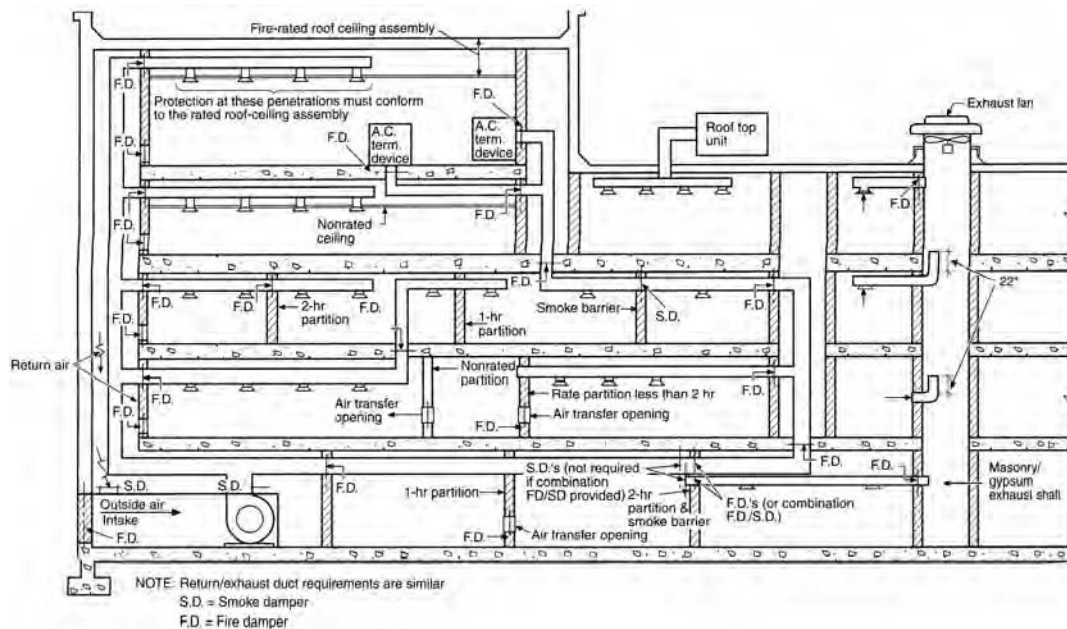 Fire-rated roof ceiling assembly
F.D.
Protection at these penetrations must conform
to the rated roof-ceiling assembly
F.D.
F.D.
A.C.
term.
device
A.C.
term.
device
F.D.
Roof top
unit
Exhaust fan
F.D.
F.D.
Nonrated
ceiling
F.D.
F.D.
F.D.
F.D.
F.D.
F.D.
2-hr
partition
1-hr
partition
Smoke barrier
S.D.
F.D.
22"
F.D.
Return air
Nonrated
partition
F.D.
F.D.
Air transfer
opening
Rate partition less than 2 hr
Air transfer opening
F.D.
F.D.
F.D.
S.D.
S.D.
F.D.
S.D.'s (not required
if combination
FD/SD provided)
2-hr
partition &
smoke barrier
F.D.'s (or combination
F.D./S.D.)
F.D.
F.D.
Masonry/
gypsum
exhaust shaft
Outside air
Intake
1-hr partition
F.D.
F.D.
Air transfer opening
NOTE: Return/exhaust duct requirements are similar
S.D. = Smoke damper
F.D. = Fire damper